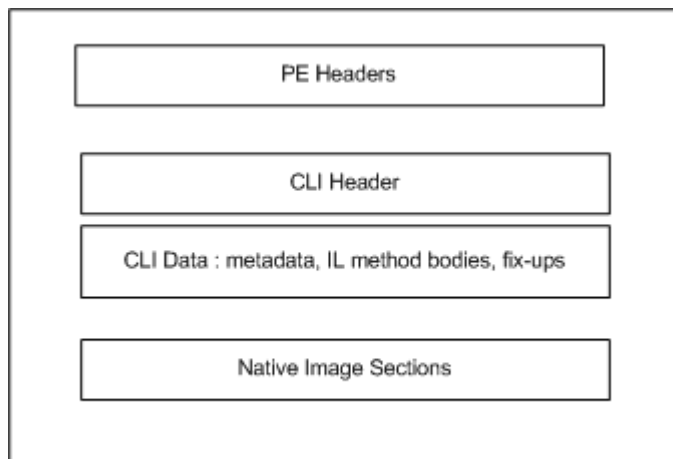 PE Headers
CLI Header
CLI Data : metadata, IL method bodies, fix-ups
Native Image Sections